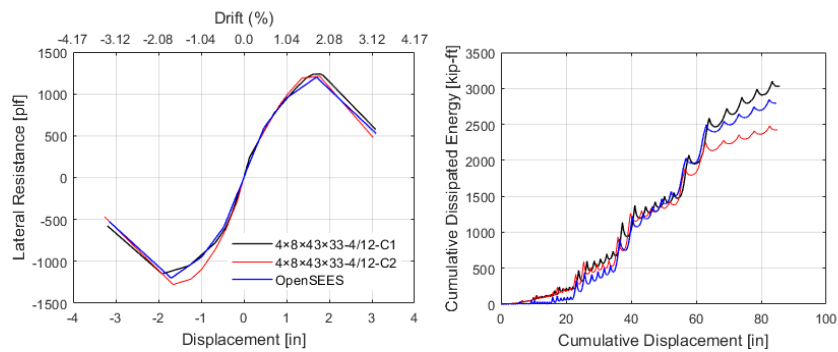 Drift (%)
-4.17 -3.12 -2.08 -1.04 0.0 1.04 2.08 3.12 4.17
1500
1000
500
0
-500
-1000
-1500
Lateral Resistance [plf]
4×8×43×33-4/12-C1
4×8×43×33-4/12-C2
OpenSEES
-4 -3 -2 -1 0 1 2 3 4
Displacement [in]
3500
3000
2500
2000
1500
1000
500
0
Cumulative Dissipated Energy [kip-ft]
0 20 40 60 80 100
Cumulative Displacement [in]